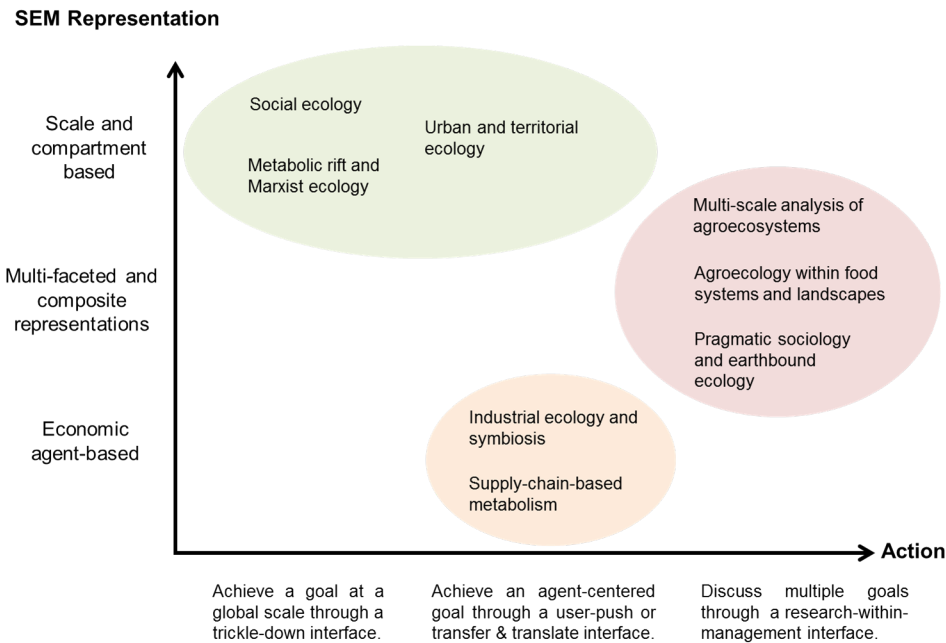 SEM Representation
Scale and
compartment
based
Social ecology
Urban and territorial
ecology
Metabolic rift and
Marxist ecology
Multi-faceted and
composite
representations
Multi-scale analysis of
agroecosystems
Agroecology within food
systems and landscapes
Pragmatic sociology
and earthbound
ecology
Economic
agent-based
Industrial ecology and
symbiosis
Supply-chain-based
metabolism
Action
Achieve a goal at a
global scale through a
trickle-down interface.
Achieve an agent-centered
goal through a user-push or
transfer & translate interface.
Discuss multiple goals
through a research-within-
management interface.